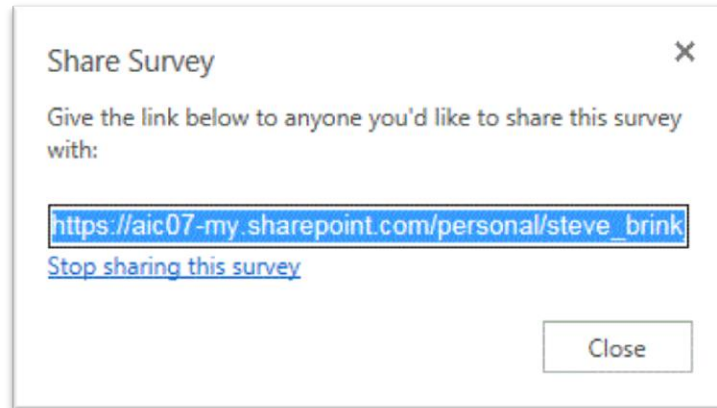 Share Survey
Give the link below to anyone you'd like to share this survey
with:
https://aic07-my.sharepoint.com/personal/steve_brink
Stop sharing this survey
Close